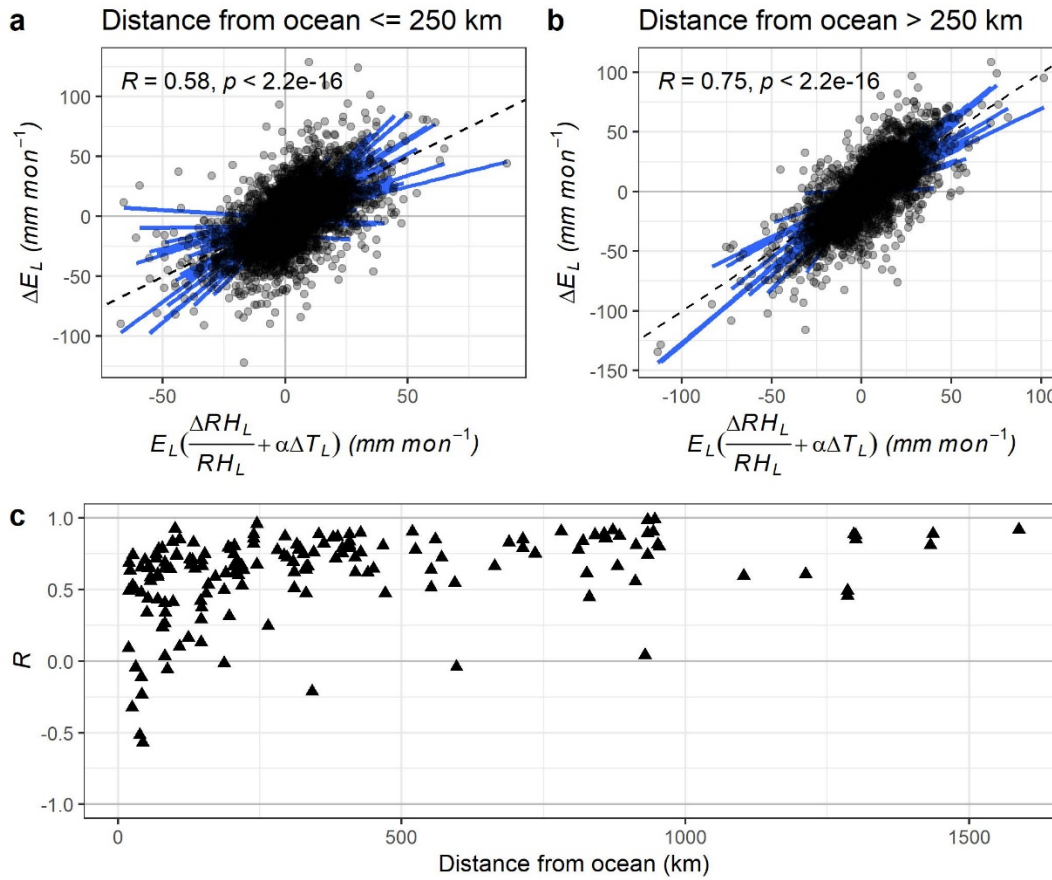 a Distance from ocean <= 250 km
R = 0.58, p < 2.2e-16
100
50
0
-50
-100
ΔE_L (mm mon⁻¹)
-50 0 50
E_L(ΔRH_L/RH_L + αΔT_L) (mm mon⁻¹)
b Distance from ocean > 250 km
R = 0.75, p < 2.2e-16
100
50
0
-50
-100
-150
ΔE_L (mm mon⁻¹)
-100 -50 0 50 100
E_L(ΔRH_L/RH_L + αΔT_L) (mm mon⁻¹)
c
1.0
0.5
0.0
-0.5
-1.0
R
0 500 1000 1500
Distance from ocean (km)